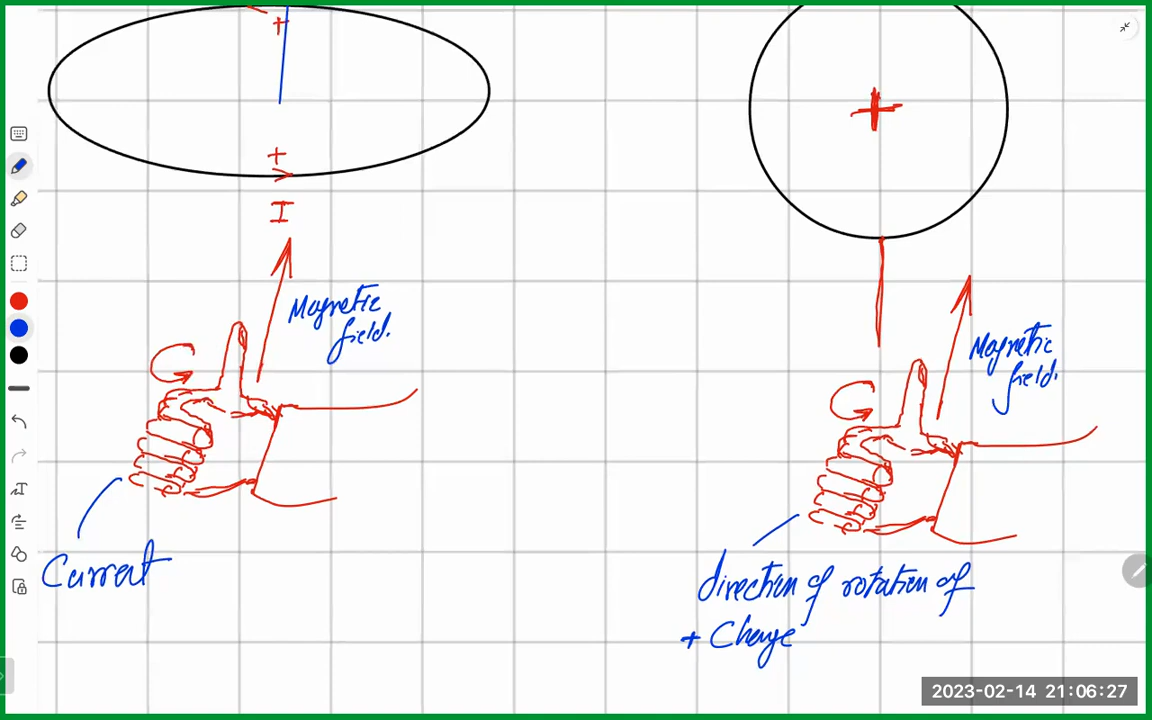 +
+
I
+
Magnetic
field.
Magnetic
field.
Current
direction of rotation of
+ Charge
T
2023-02-14 21:06:27